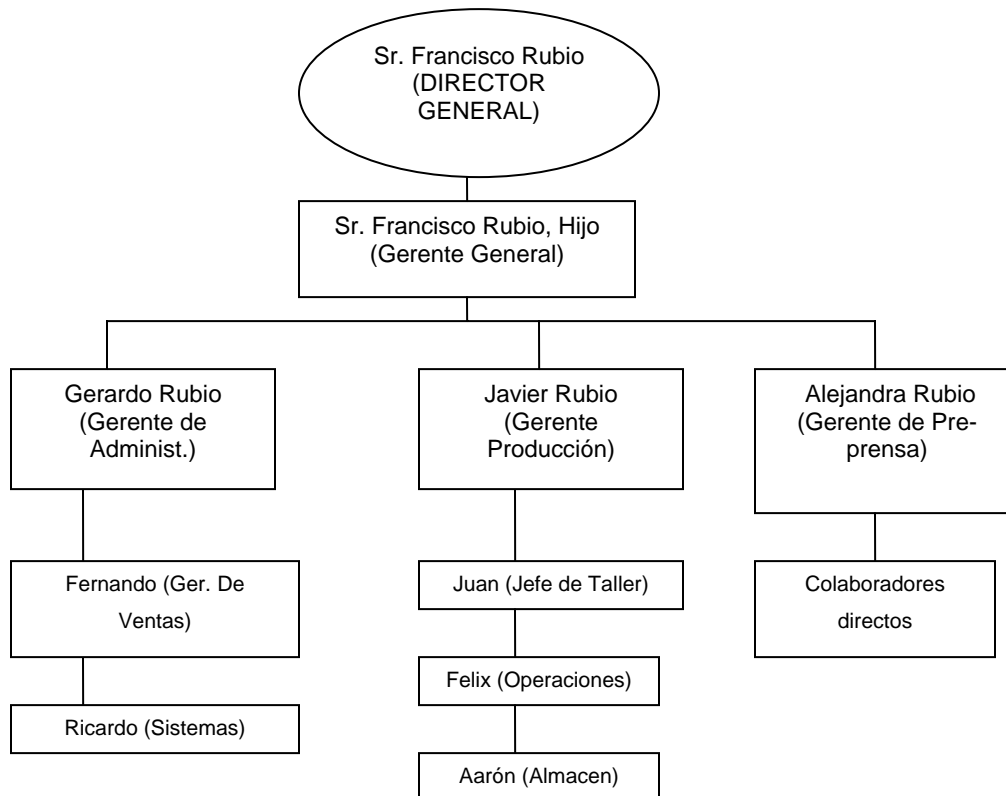 Sr. Francisco Rubio
(DIRECTOR
GENERAL)
Sr. Francisco Rubio, Hijo
(Gerente General)
Gerardo Rubio
(Gerente de
Administ.)
Javier Rubio
(Gerente
Producción)
Alejandra Rubio
(Gerente de Pre-
prensa)
Fernando (Ger. De
Ventas)
Juan (Jefe de Taller)
Colaboradores
directos
Felix (Operaciones)
Ricardo (Sistemas)
Aarón (Almacen)